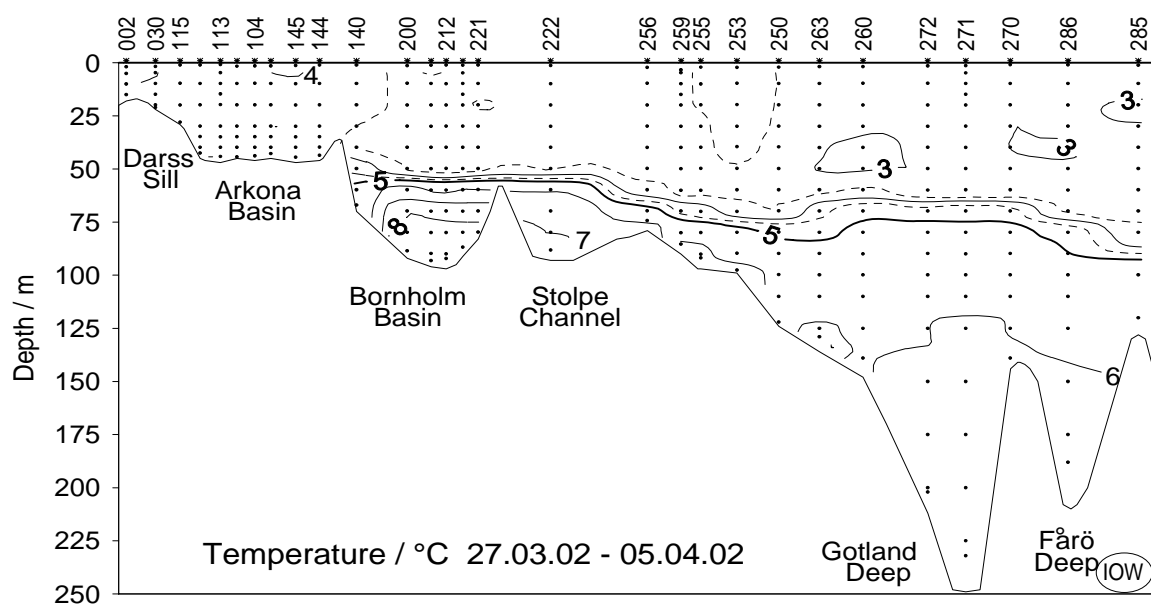 002 030 115 113 104 145 144 140 200 212 221 222 256 259 255 253 250 263 260 272 271 270 286 285
0
25
50
75
100
125
150
175
200
225
250
Depth / m
4
3
3
3
5
8
7
5
6
Darss
Sill
Arkona
Basin
Bornholm
Basin
Stolpe
Channel
Gotland
Deep
Fårö
Deep
IOW
Temperature / °C 27.03.02 - 05.04.02